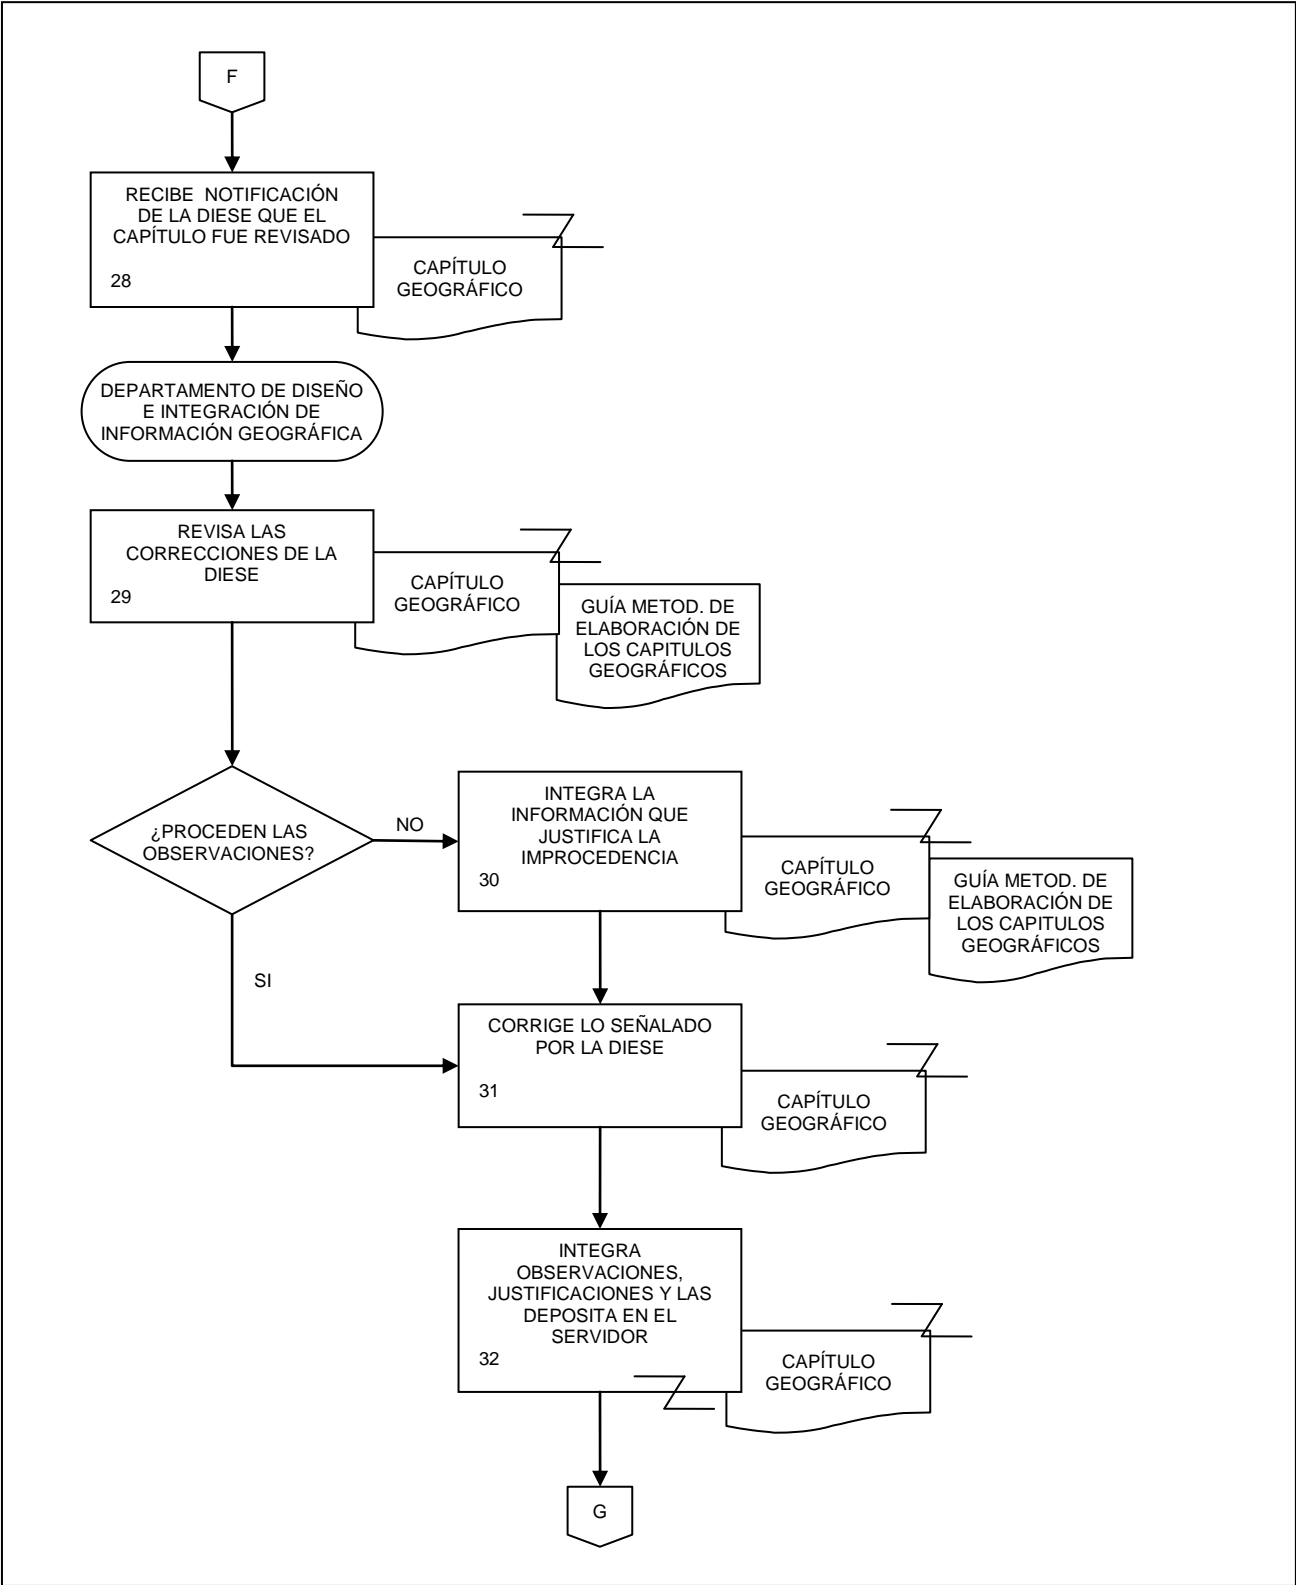 F
RECIBE NOTIFICACIÓN
DE LA DIESE QUE EL
CAPÍTULO FUE REVISADO
28
CAPÍTULO
GEOGRÁFICO
DEPARTAMENTO DE DISEÑO
E INTEGRACIÓN DE
INFORMACIÓN GEOGRÁFICA
REVISA LAS
CORRECCIONES DE LA
DIESE
29
CAPÍTULO
GEOGRÁFICO
GUÍA METOD. DE
ELABORACIÓN DE
LOS CAPITULOS
GEOGRÁFICOS
¿PROCEDEN LAS
OBSERVACIONES?
NO
INTEGRA LA
INFORMACIÓN QUE
JUSTIFICA LA
IMPROCEDENCIA
30
CAPÍTULO
GEOGRÁFICO
GUÍA METOD. DE
ELABORACIÓN DE
LOS CAPITULOS
GEOGRÁFICOS
SI
CORRIGE LO SEÑALADO
POR LA DIESE
31
CAPÍTULO
GEOGRÁFICO
INTEGRA
OBSERVACIONES,
JUSTIFICACIONES Y LAS
DEPOSITA EN EL
SERVIDOR
32
CAPÍTULO
GEOGRÁFICO
G